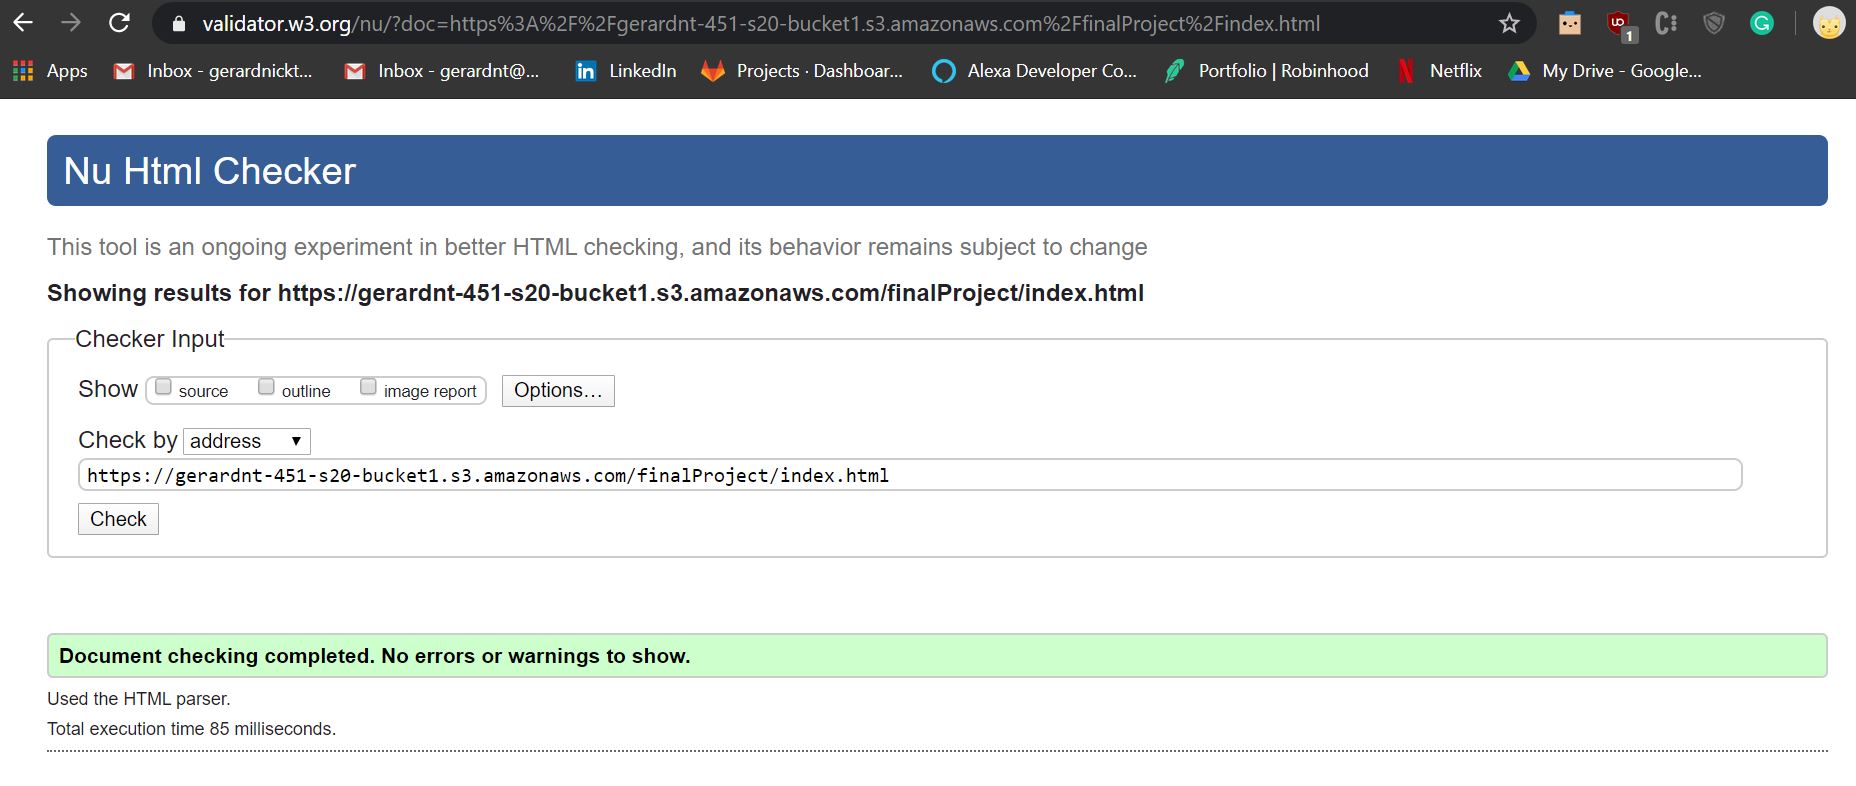 validator.w3.org/nu/?doc=https%3A%2F%2Fgerardnt-451-s20-bucket1.s3.amazonaws.com%2FfinalProject%2Findex.html
UO 1 C G
Apps Inbox - gerardnickt... Inbox - gerardnt@... in LinkedIn Projects · Dashboar... Alexa Developer Co... Portfolio | Robinhood N Netflix My Drive - Google...
Nu Html Checker
This tool is an ongoing experiment in better HTML checking, and its behavior remains subject to change
Showing results for https://gerardnt-451-s20-bucket1.s3.amazonaws.com/finalProject/index.html
Checker Input
Show source outline image report Options...
Check by address
https://gerardnt-451-s20-bucket1.s3.amazonaws.com/finalProject/index.html
Check
Document checking completed. No errors or warnings to show.
Used the HTML parser.
Total execution time 85 milliseconds.